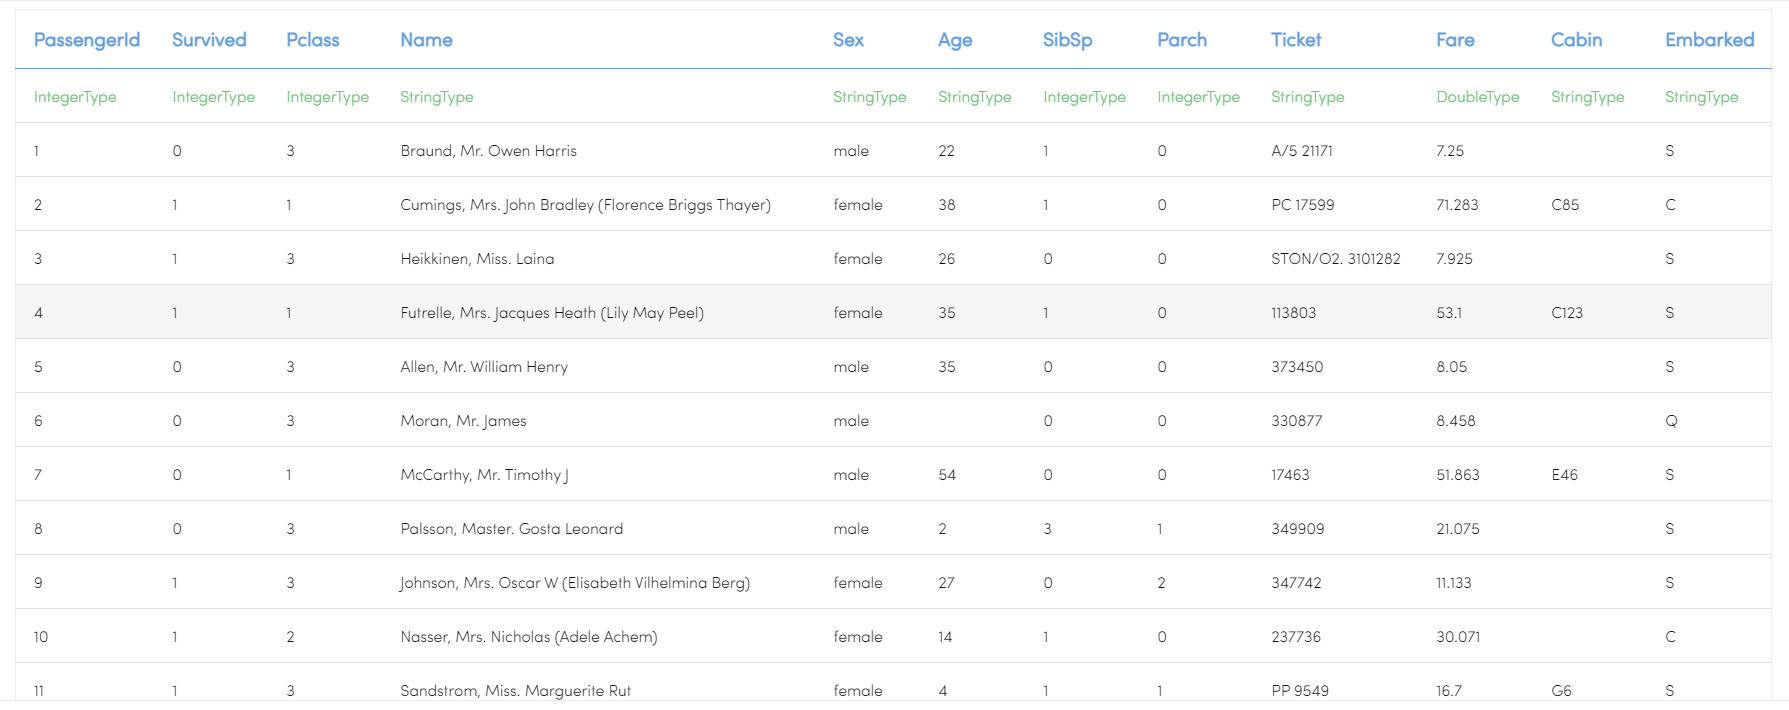 PassengerId Survived Pclass Name Sex Age SibSp Parch Ticket Fare Cabin Embarked
IntegerType IntegerType IntegerType StringType StringType StringType IntegerType IntegerType StringType DoubleType StringType StringType
1 0 3 Braund, Mr. Owen Harris male 22 1 0 A/5 21171 7.25 S
2 1 1 Cumings, Mrs. John Bradley (Florence Briggs Thayer) female 38 1 0 PC 17599 71.283 C85 C
3 1 3 Heikkinen, Miss. Laina female 26 0 0 STON/O2. 3101282 7.925 S
4 1 1 Futrelle, Mrs. Jacques Heath (Lily May Peel) female 35 1 0 113803 53.1 C123 S
5 0 3 Allen, Mr. William Henry male 35 0 0 373450 8.05 S
6 0 3 Moran, Mr. James male 0 0 330877 8.458 Q
7 0 1 McCarthy, Mr. Timothy J male 54 0 0 17463 51.863 E46 S
8 0 3 Palsson, Master. Gosta Leonard male 2 3 1 349909 21.075 S
9 1 3 Johnson, Mrs. Oscar W (Elisabeth Vilhelmina Berg) female 27 0 2 347742 11.133 S
10 1 2 Nasser, Mrs. Nicholas (Adele Achem) female 14 1 0 237736 30.071 C
11 1 3 Sandstrom, Miss. Marguerite Rut female 4 1 1 PP 9549 16.7 G6 S